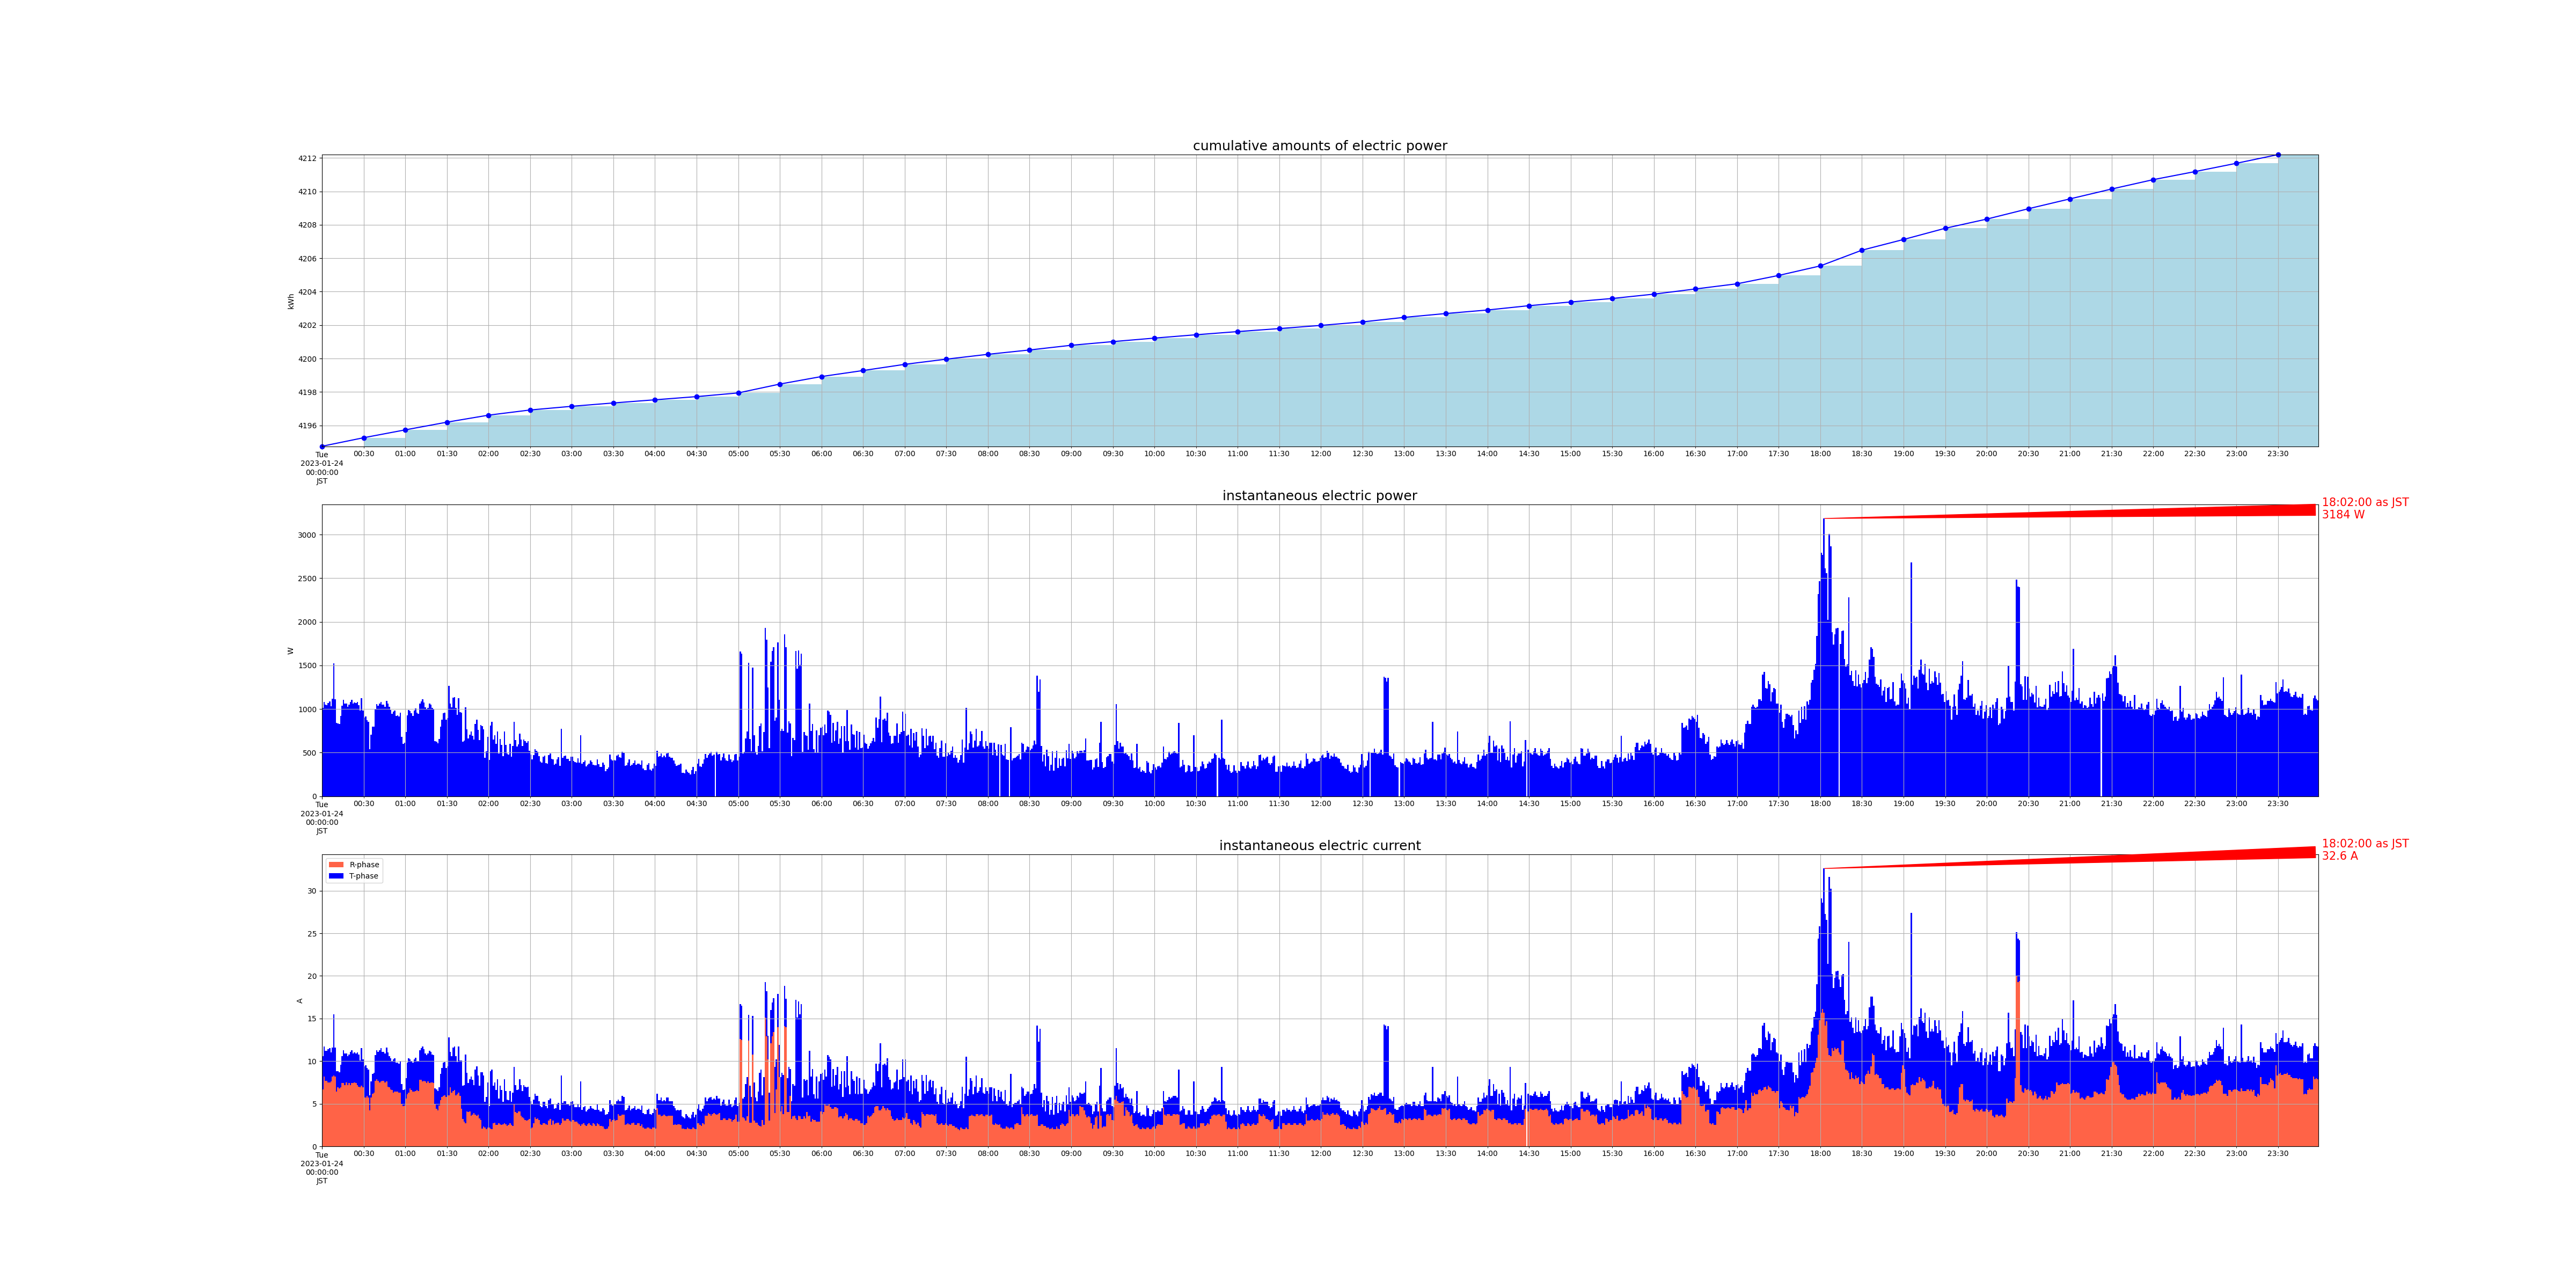 cumulative amounts of electric power
4212
4210
4208
4206
4204
4202
4200
4198
4196
kWh
00:30 01:00 01:30 02:00 02:30 03:00 03:30 04:00 04:30 05:00 05:30 06:00 06:30 07:00 07:30 08:00 08:30 09:00 09:30 10:00 10:30 11:00 11:30 12:00 12:30 13:00 13:30 14:00 14:30 15:00 15:30 16:00 16:30 17:00 17:30 18:00 18:30 19:00 19:30 20:00 20:30 21:00 21:30 22:00 22:30 23:00 23:30
Tue
2023-01-24
00:00:00
JST
instantaneous electric power
18:02:00 as JST
3184 W
3000
2500
2000
1500
1000
500
0
W
00:30 01:00 01:30 02:00 02:30 03:00 03:30 04:00 04:30 05:00 05:30 06:00 06:30 07:00 07:30 08:00 08:30 09:00 09:30 10:00 10:30 11:00 11:30 12:00 12:30 13:00 13:30 14:00 14:30 15:00 15:30 16:00 16:30 17:00 17:30 18:00 18:30 19:00 19:30 20:00 20:30 21:00 21:30 22:00 22:30 23:00 23:30
Tue
2023-01-24
00:00:00
JST
instantaneous electric current
18:02:00 as JST
32.6 A
R-phase
T-phase
30
25
20
15
10
5
0
A
00:30 01:00 01:30 02:00 02:30 03:00 03:30 04:00 04:30 05:00 05:30 06:00 06:30 07:00 07:30 08:00 08:30 09:00 09:30 10:00 10:30 11:00 11:30 12:00 12:30 13:00 13:30 14:00 14:30 15:00 15:30 16:00 16:30 17:00 17:30 18:00 18:30 19:00 19:30 20:00 20:30 21:00 21:30 22:00 22:30 23:00 23:30
Tue
2023-01-24
00:00:00
JST